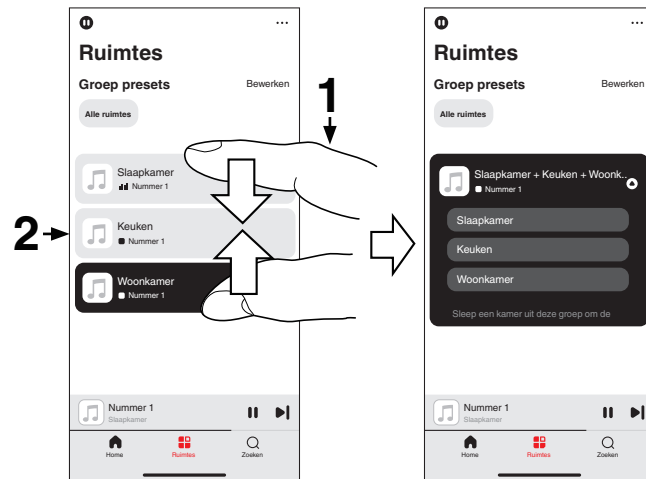 Ruimtes
Groep presets Bewerken
Alle ruimtes
1
Slaapkamer
Nummer 1
2
Keuken
Nummer 1
Woonkamer
Nummer 1
Nummer 1
Slaapkamer
Home Ruimtes Zoeken
Ruimtes
Groep presets Bewerken
Alle ruimtes
Slaapkamer + Keuken + Woonk..
Nummer 1
Slaapkamer
Keuken
Woonkamer
Sleep een kamer uit deze groep om de
Nummer 1
Slaapkamer
Home Ruimtes Zoeken